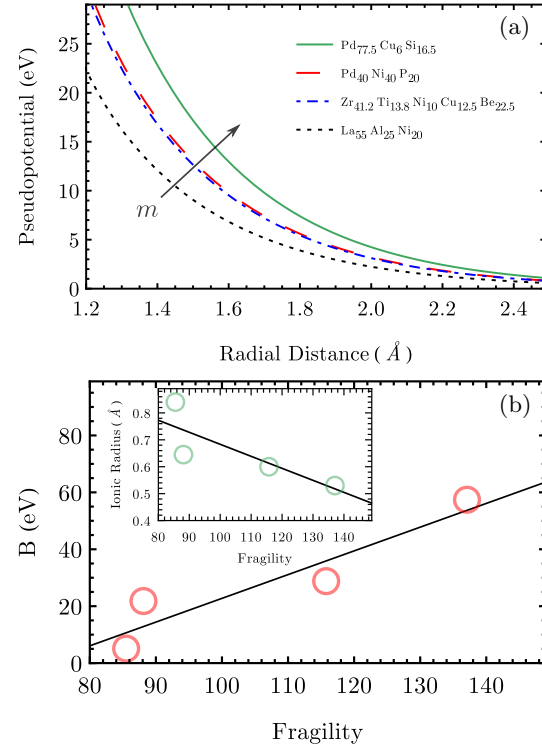 (a)
25
20
15
10
5
0
Pseudopotential (eV)
Pd77.5 Cu6 Si16.5
Pd40 Ni40 P20
Zr41.2 Ti13.8 Ni10 Cu12.5 Be22.5
La55 Al25 Ni20
m
1.2 1.4 1.6 1.8 2.0 2.2 2.4
Radial Distance ( Å )
(b)
80
60
40
20
0
B (eV)
0.8
0.7
0.6
0.5
0.4
Ionic Radius ( Å )
80 90 100 110 120 130 140
Fragility
80 90 100 110 120 130 140
Fragility